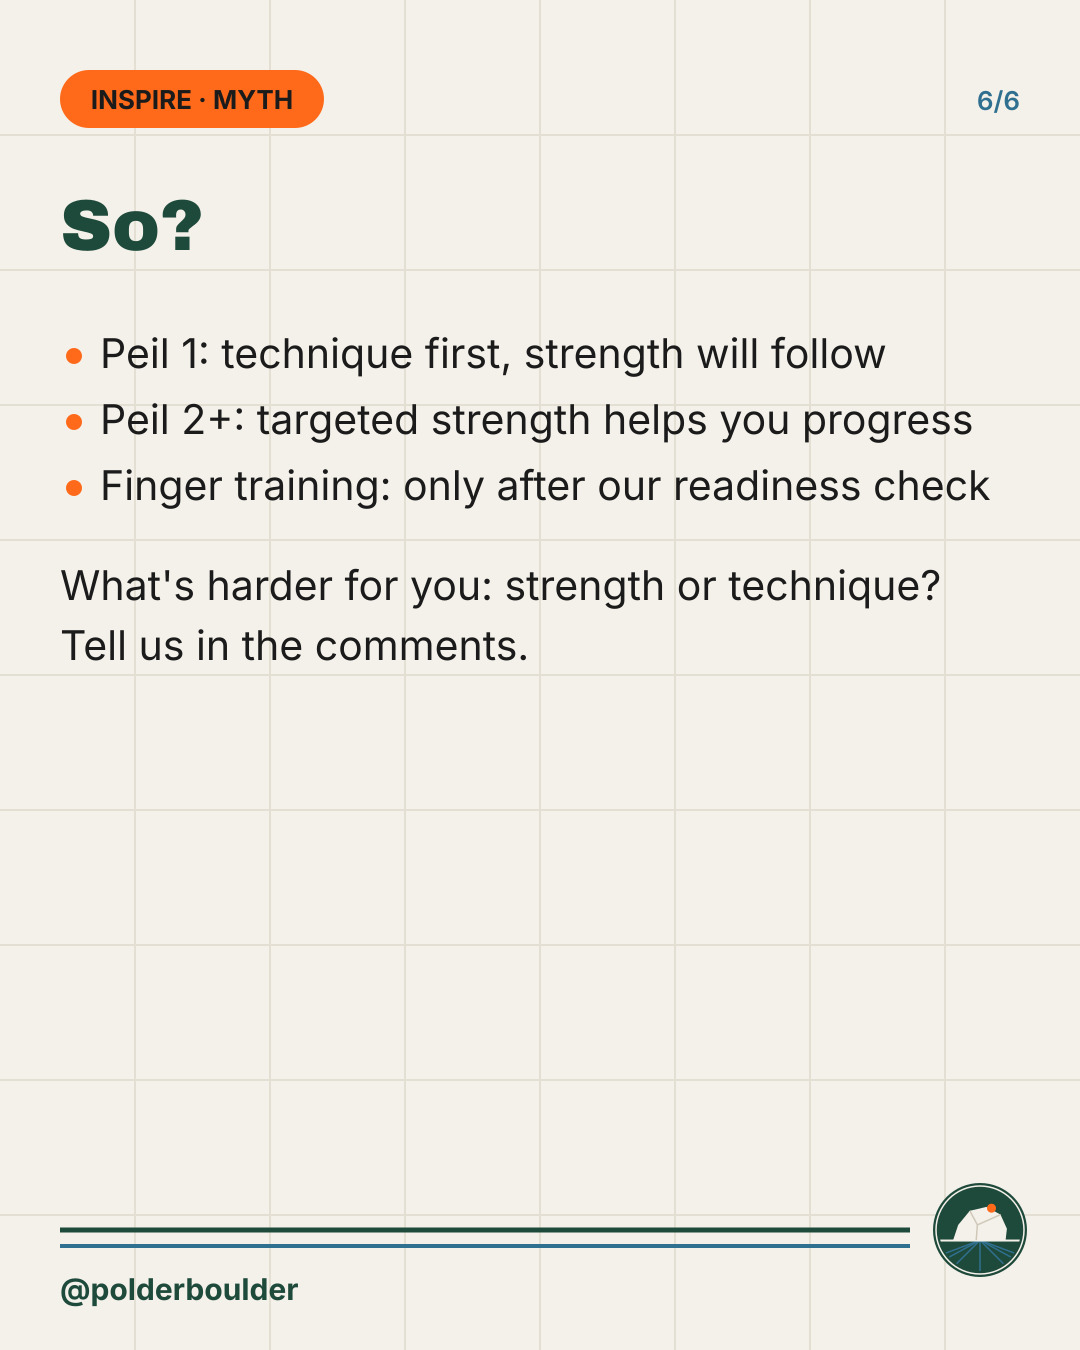 INSPIRE · MYTH
6/6
So?
• Peil 1: technique first, strength will follow
• Peil 2+: targeted strength helps you progress
• Finger training: only after our readiness check
What's harder for you: strength or technique?
Tell us in the comments.
@polderboulder